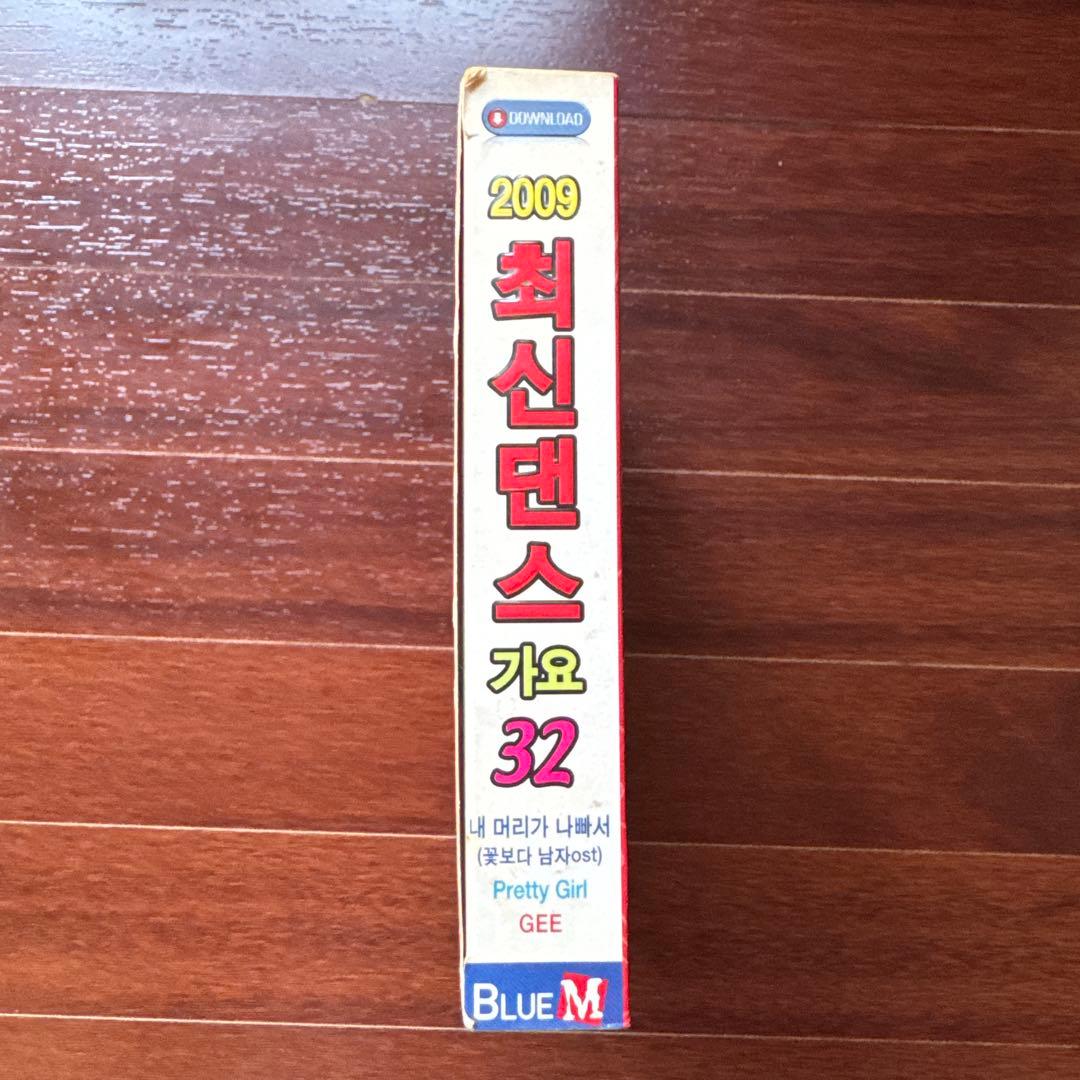 DOWNLOAD
2009
최신댄스
가요
32
내 머리가 나빠서
(꽃보다 남자ost)
Pretty Girl
GEE
BLUE M